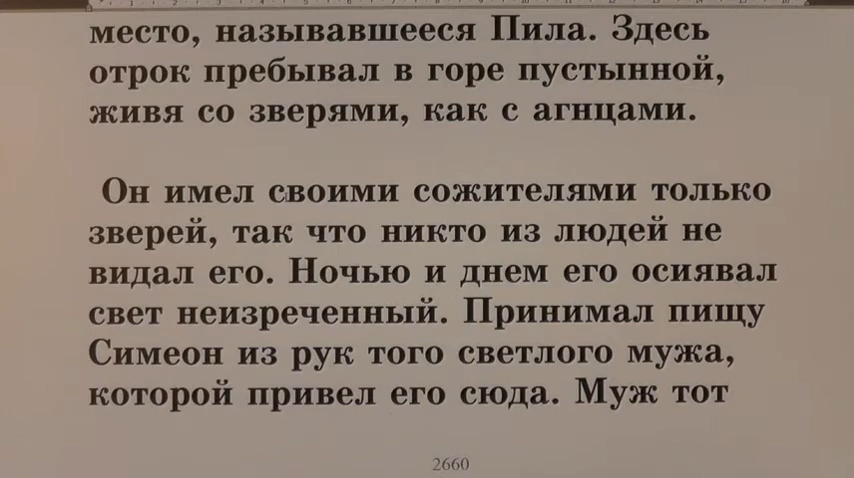 место, называвшееся Пила. Здесь
отрок пребывал в горе пустынной,
живя со зверями, как с агнцами.
Он имел своими сожителями только
зверей, так что никто из людей не
видал его. Ночью и днем его осиявал
свет неизреченный. Принимал пищу
Симеон из рук того светлого мужа,
которой привел его сюда. Муж тот
2660